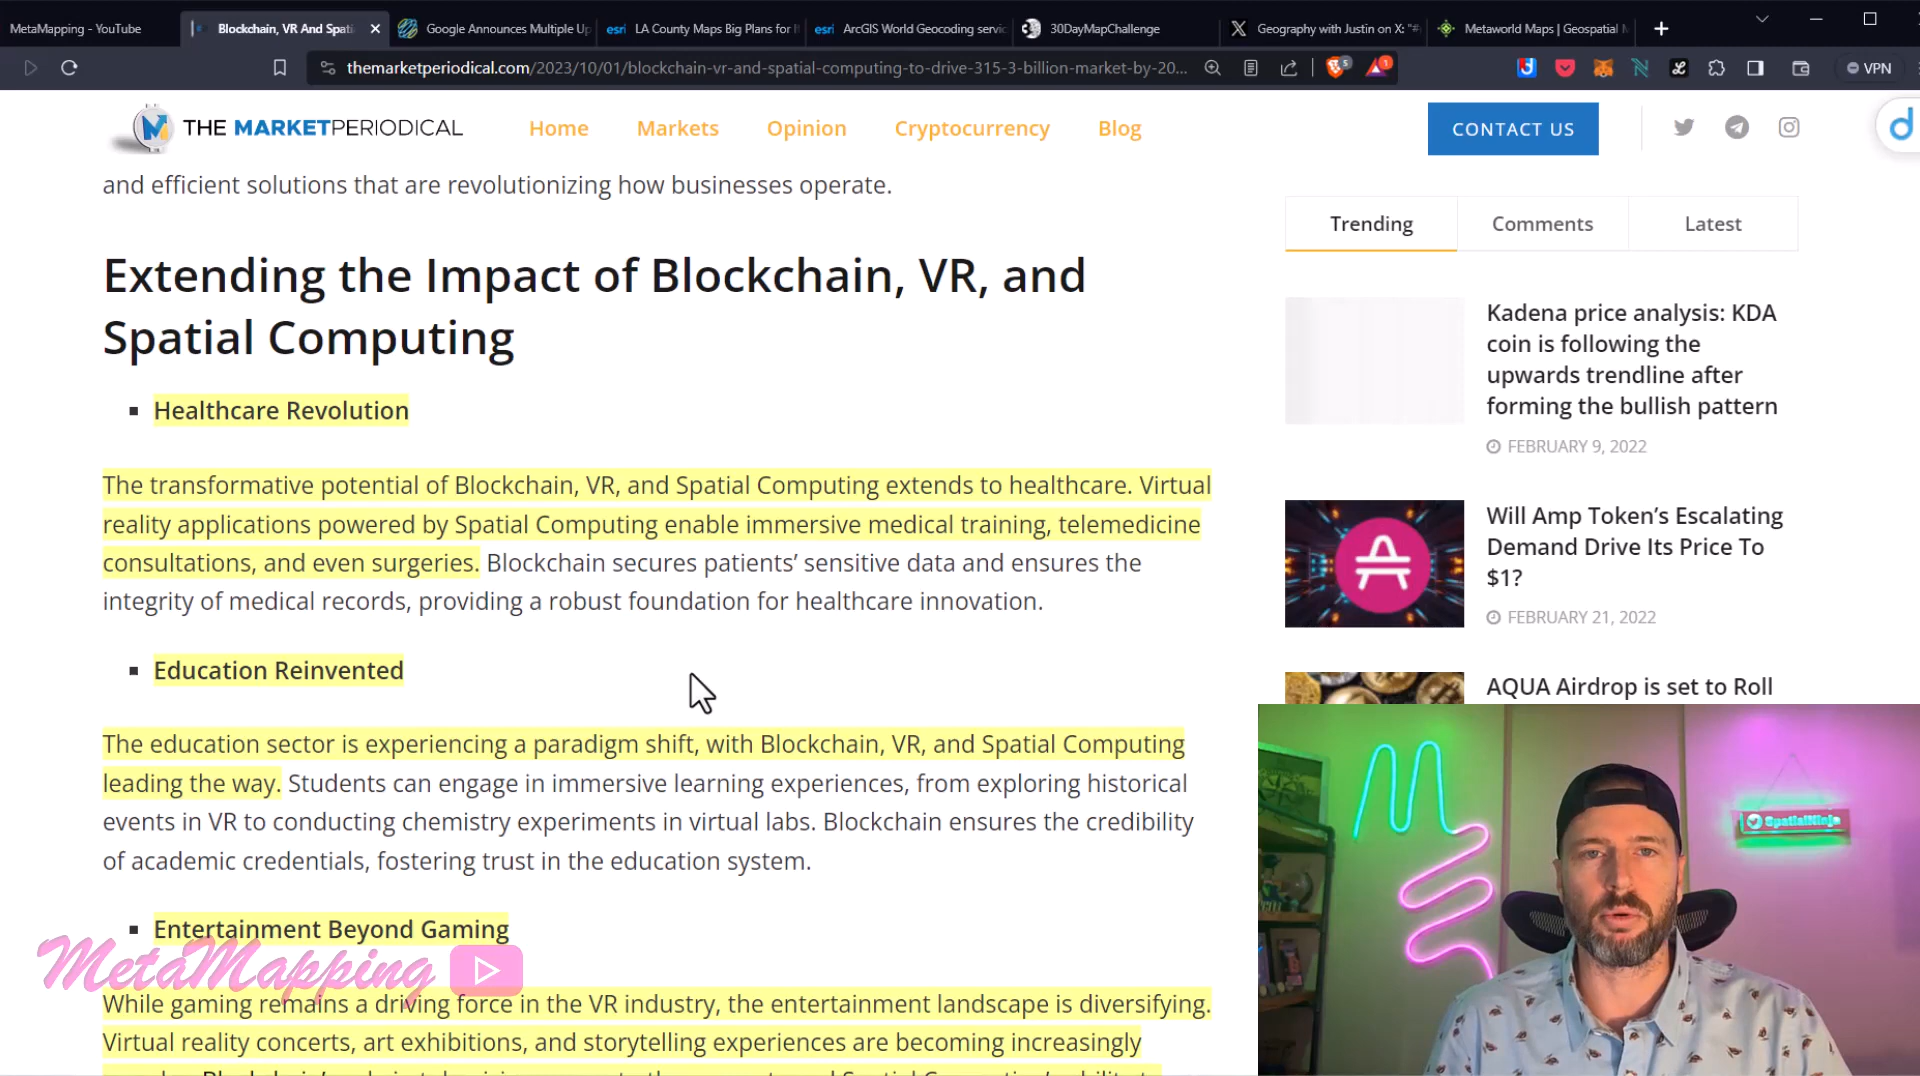 MetaMapping - YouTube
Blockchain, VR And Spati
Google Announces Multiple Up
esri LA County Maps Big Plans for I
esri ArcGIS World Geocoding servic
30DayMapChallenge
X Geography with Justin on X: "#
Metaworld Maps | Geospatial M
themarketperiodical.com/2023/10/01/blockchain-vr-and-spatial-computing-to-drive-315-3-billion-market-by-20...
5
1
VPN
THE MARKETPERIODICAL
Home
Markets
Opinion
Cryptocurrency
Blog
CONTACT US
and efficient solutions that are revolutionizing how businesses operate.
Extending the Impact of Blockchain, VR, and
Spatial Computing
Healthcare Revolution
The transformative potential of Blockchain, VR, and Spatial Computing extends to healthcare. Virtual
reality applications powered by Spatial Computing enable immersive medical training, telemedicine
consultations, and even surgeries. Blockchain secures patients’ sensitive data and ensures the
integrity of medical records, providing a robust foundation for healthcare innovation.
Education Reinvented
The education sector is experiencing a paradigm shift, with Blockchain, VR, and Spatial Computing
leading the way. Students can engage in immersive learning experiences, from exploring historical
events in VR to conducting chemistry experiments in virtual labs. Blockchain ensures the credibility
of academic credentials, fostering trust in the education system.
Entertainment Beyond Gaming
While gaming remains a driving force in the VR industry, the entertainment landscape is diversifying.
Virtual reality concerts, art exhibitions, and storytelling experiences are becoming increasingly
Trending
Comments
Latest
Kadena price analysis: KDA
coin is following the
upwards trendline after
forming the bullish pattern
FEBRUARY 9, 2022
Will Amp Token’s Escalating
Demand Drive Its Price To
$1?
FEBRUARY 21, 2022
AQUA Airdrop is set to Roll
MetaMapping
SpatialNinja